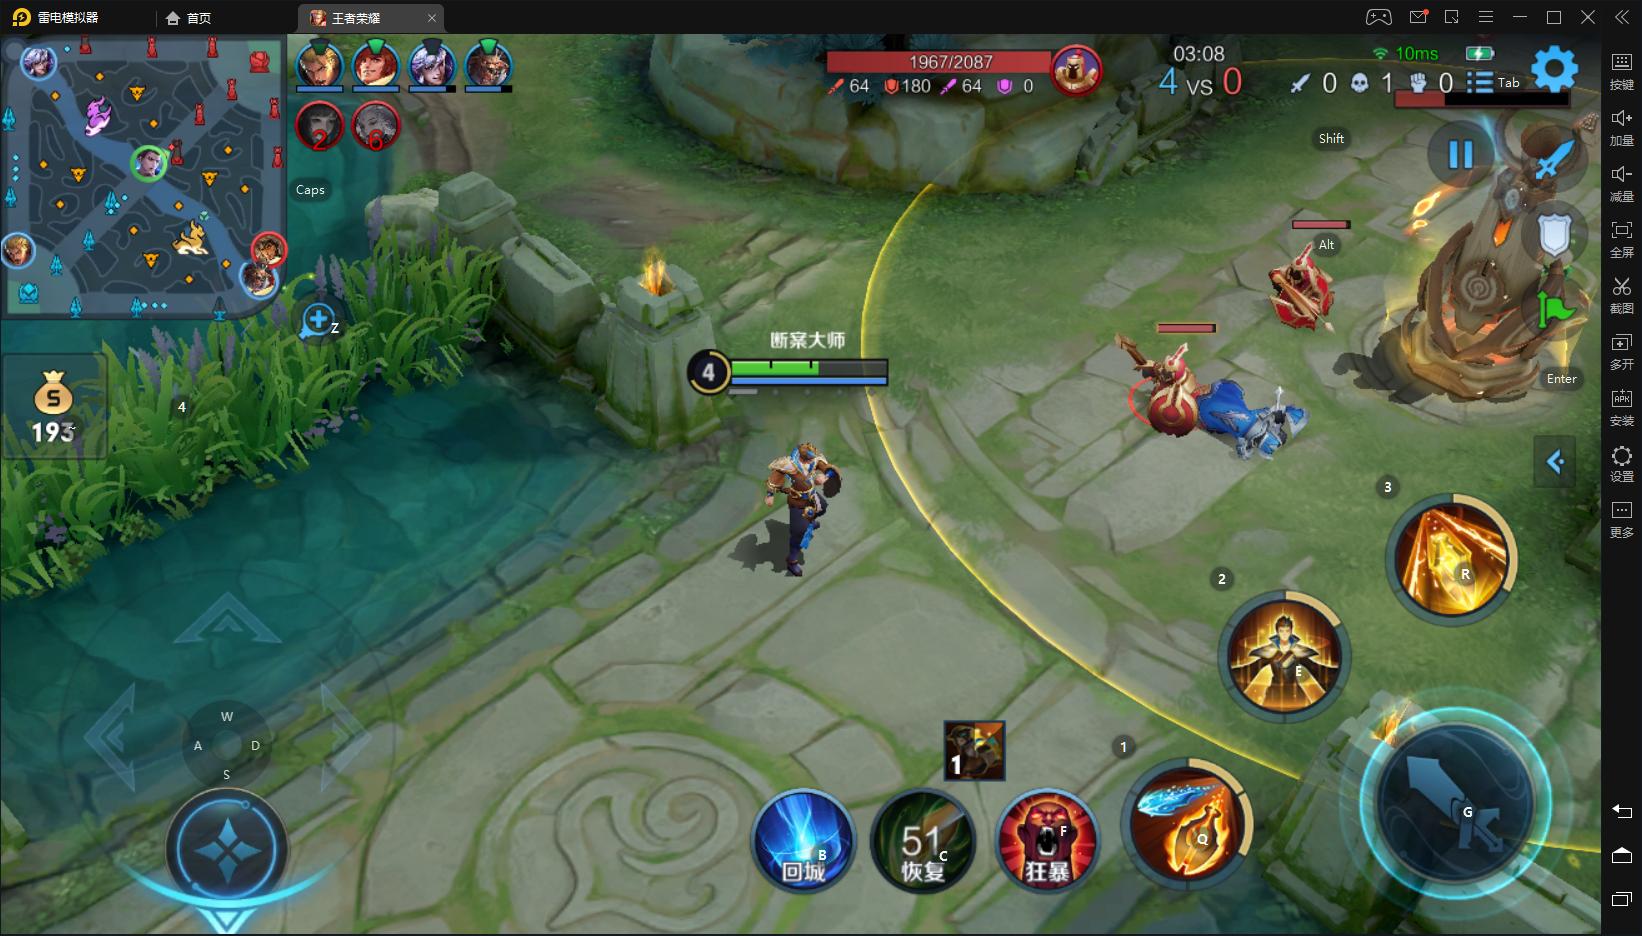 雷电模拟器
首页
王者荣耀
1967/2087
64 180 64 0
03:08
4 VS 0
10ms
0 1 0 Tab
2 6
Caps
Shift
Alt
Enter
Z
193
4
断案大师
4
3
R
2
E
1
Q
G
W
A D
S
1
B
回城
51
C
恢复
F
狂暴
按键
加量
减量
全屏
截图
多开
APK
安装
设置
更多